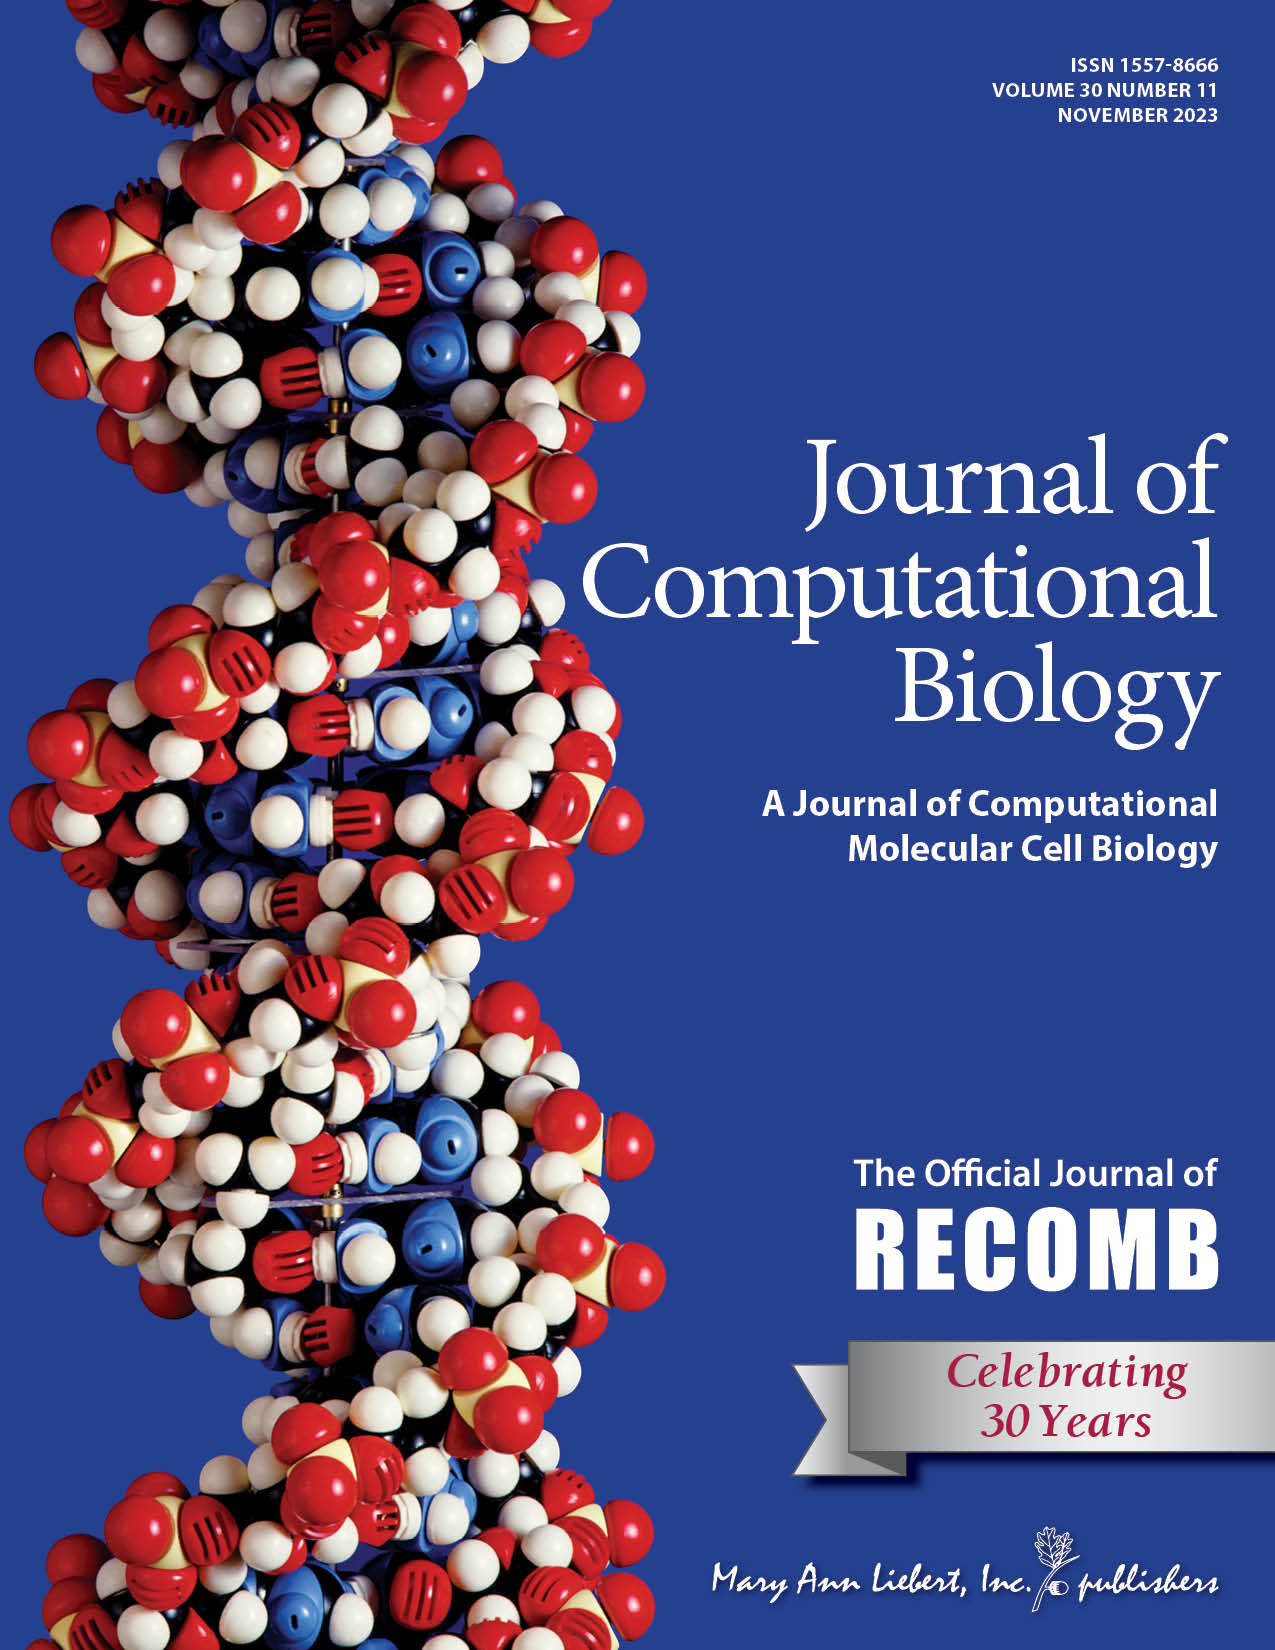 ISSN 1557-8666
VOLUME 30 NUMBER 11
NOVEMBER 2023
Journal of
Computational
Biology
A Journal of Computational
Molecular Cell Biology
The Official Journal of
RECOMB
Celebrating
30 Years
Mary Ann Liebert, Inc. publishers